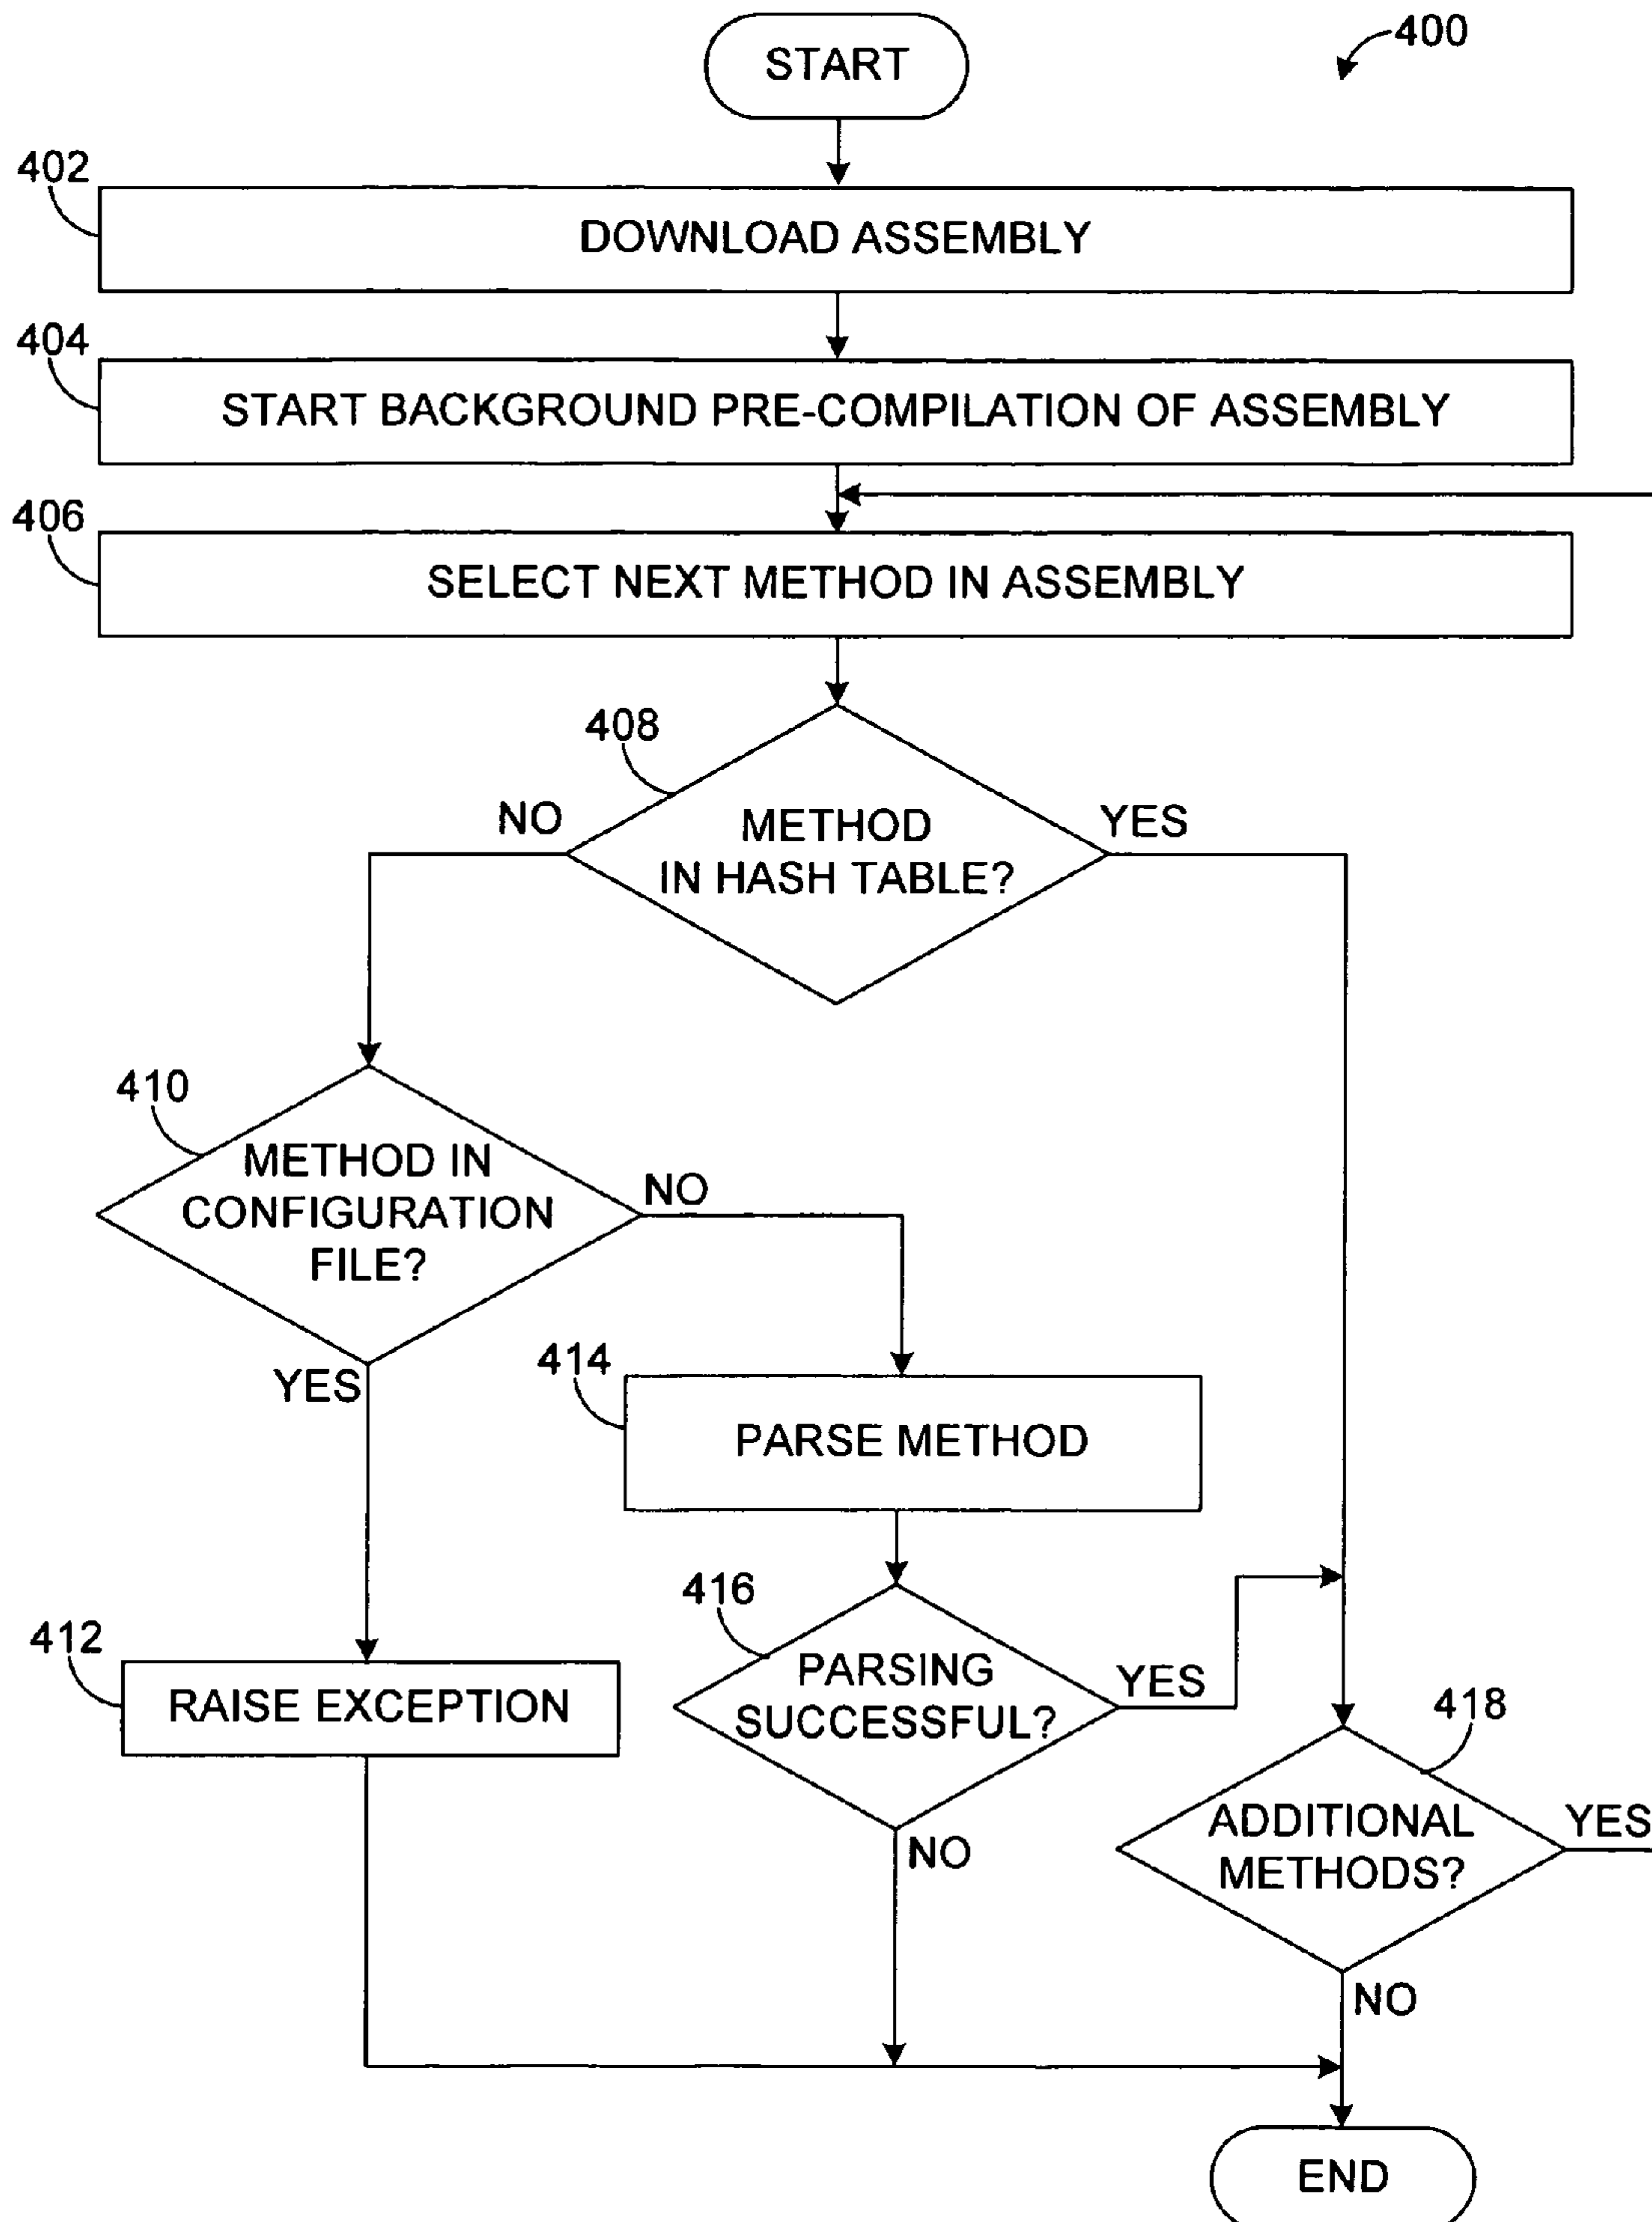 START
400
402
DOWNLOAD ASSEMBLY
404
START BACKGROUND PRE-COMPILATION OF ASSEMBLY
406
SELECT NEXT METHOD IN ASSEMBLY
408
NO
METHOD
IN HASH TABLE?
YES
410
METHOD IN
CONFIGURATION
FILE?
NO
YES
414
PARSE METHOD
416
PARSING
SUCCESSFUL?
YES
NO
412
RAISE EXCEPTION
418
ADDITIONAL
METHODS?
YES
NO
END